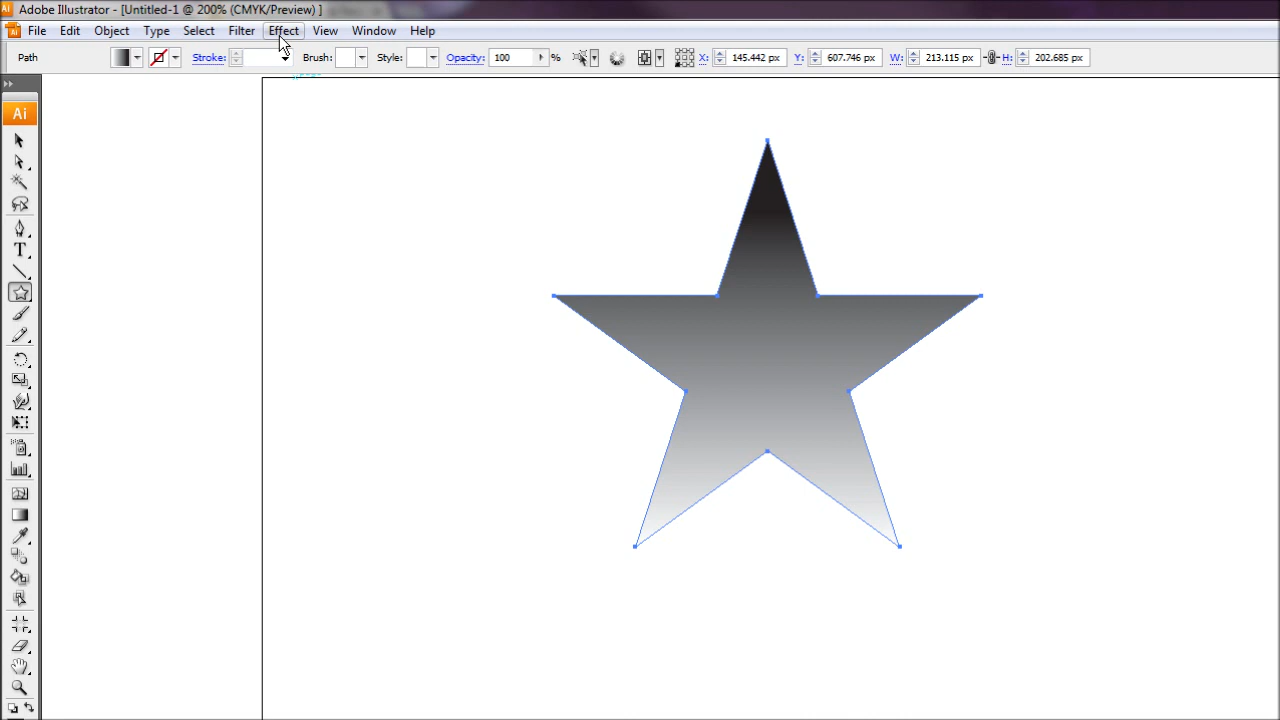 Adobe Illustrator - [Untitled-1 @ 200% (CMYK/Preview) ]
File Edit Object Type Select Filter Effect View Window Help
Path Stroke: Brush: Style: Opacity: 100 % X: 145.442 px Y: 607.746 px W: 213.115 px H: 202.685 px
Ai
T